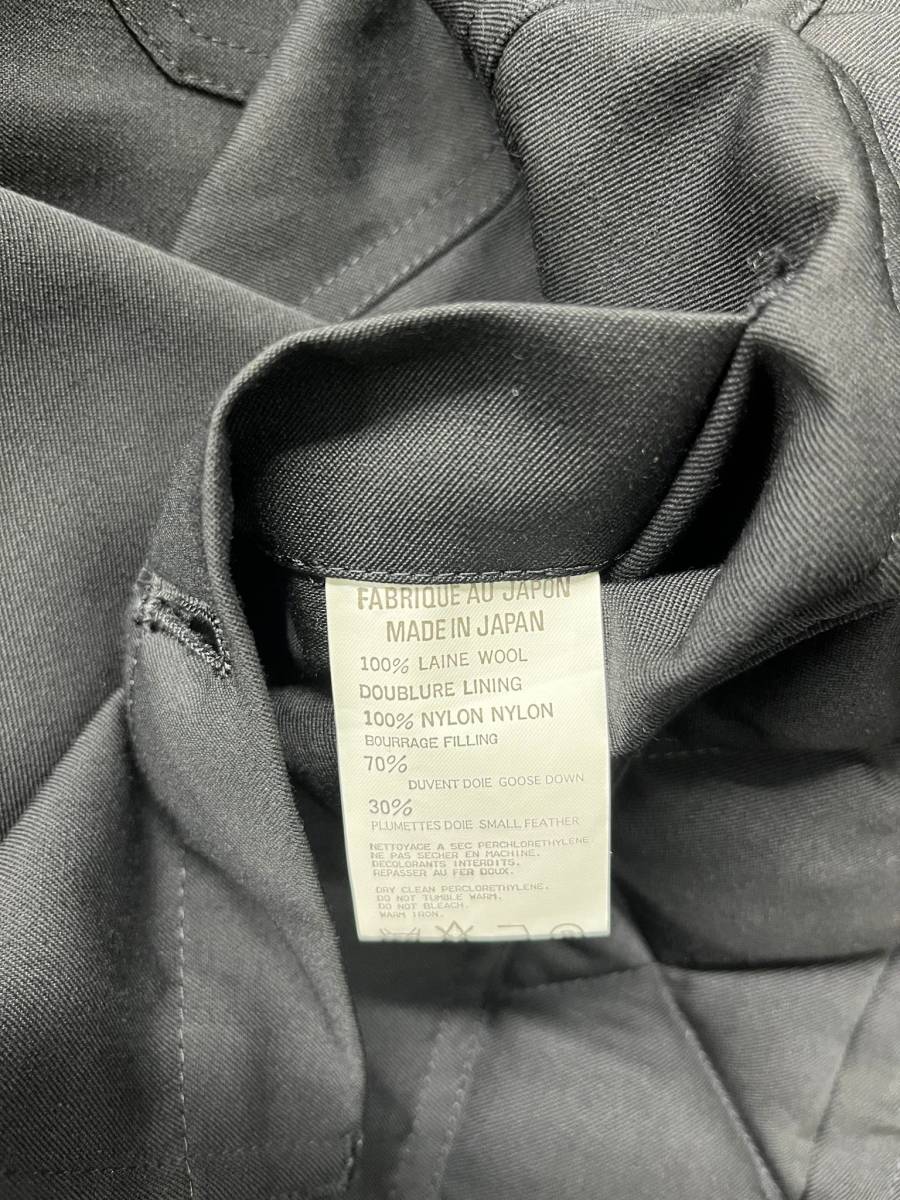 FABRIQUE AU JAPON
MADE IN JAPAN
100% LAINE WOOL
DOUBLURE LINING
100% NYLON NYLON
BOURRAGE FILLING
70%
DUVENT DOIE GOOSE DOWN
30%
PLUMETTES DOIE SMALL FEATHER
NETTOYAGE A SEC PERCHLORETHYLENE
NE PAS SECHER EN MACHINE.
DECOLORANTS INTERDITS.
REPASSER AU FER DOUX.
DRY CLEAN PERCLORETHYLENE.
DO NOT TUMBLE WARM.
DO NOT BLEACH.
WARM IRON.